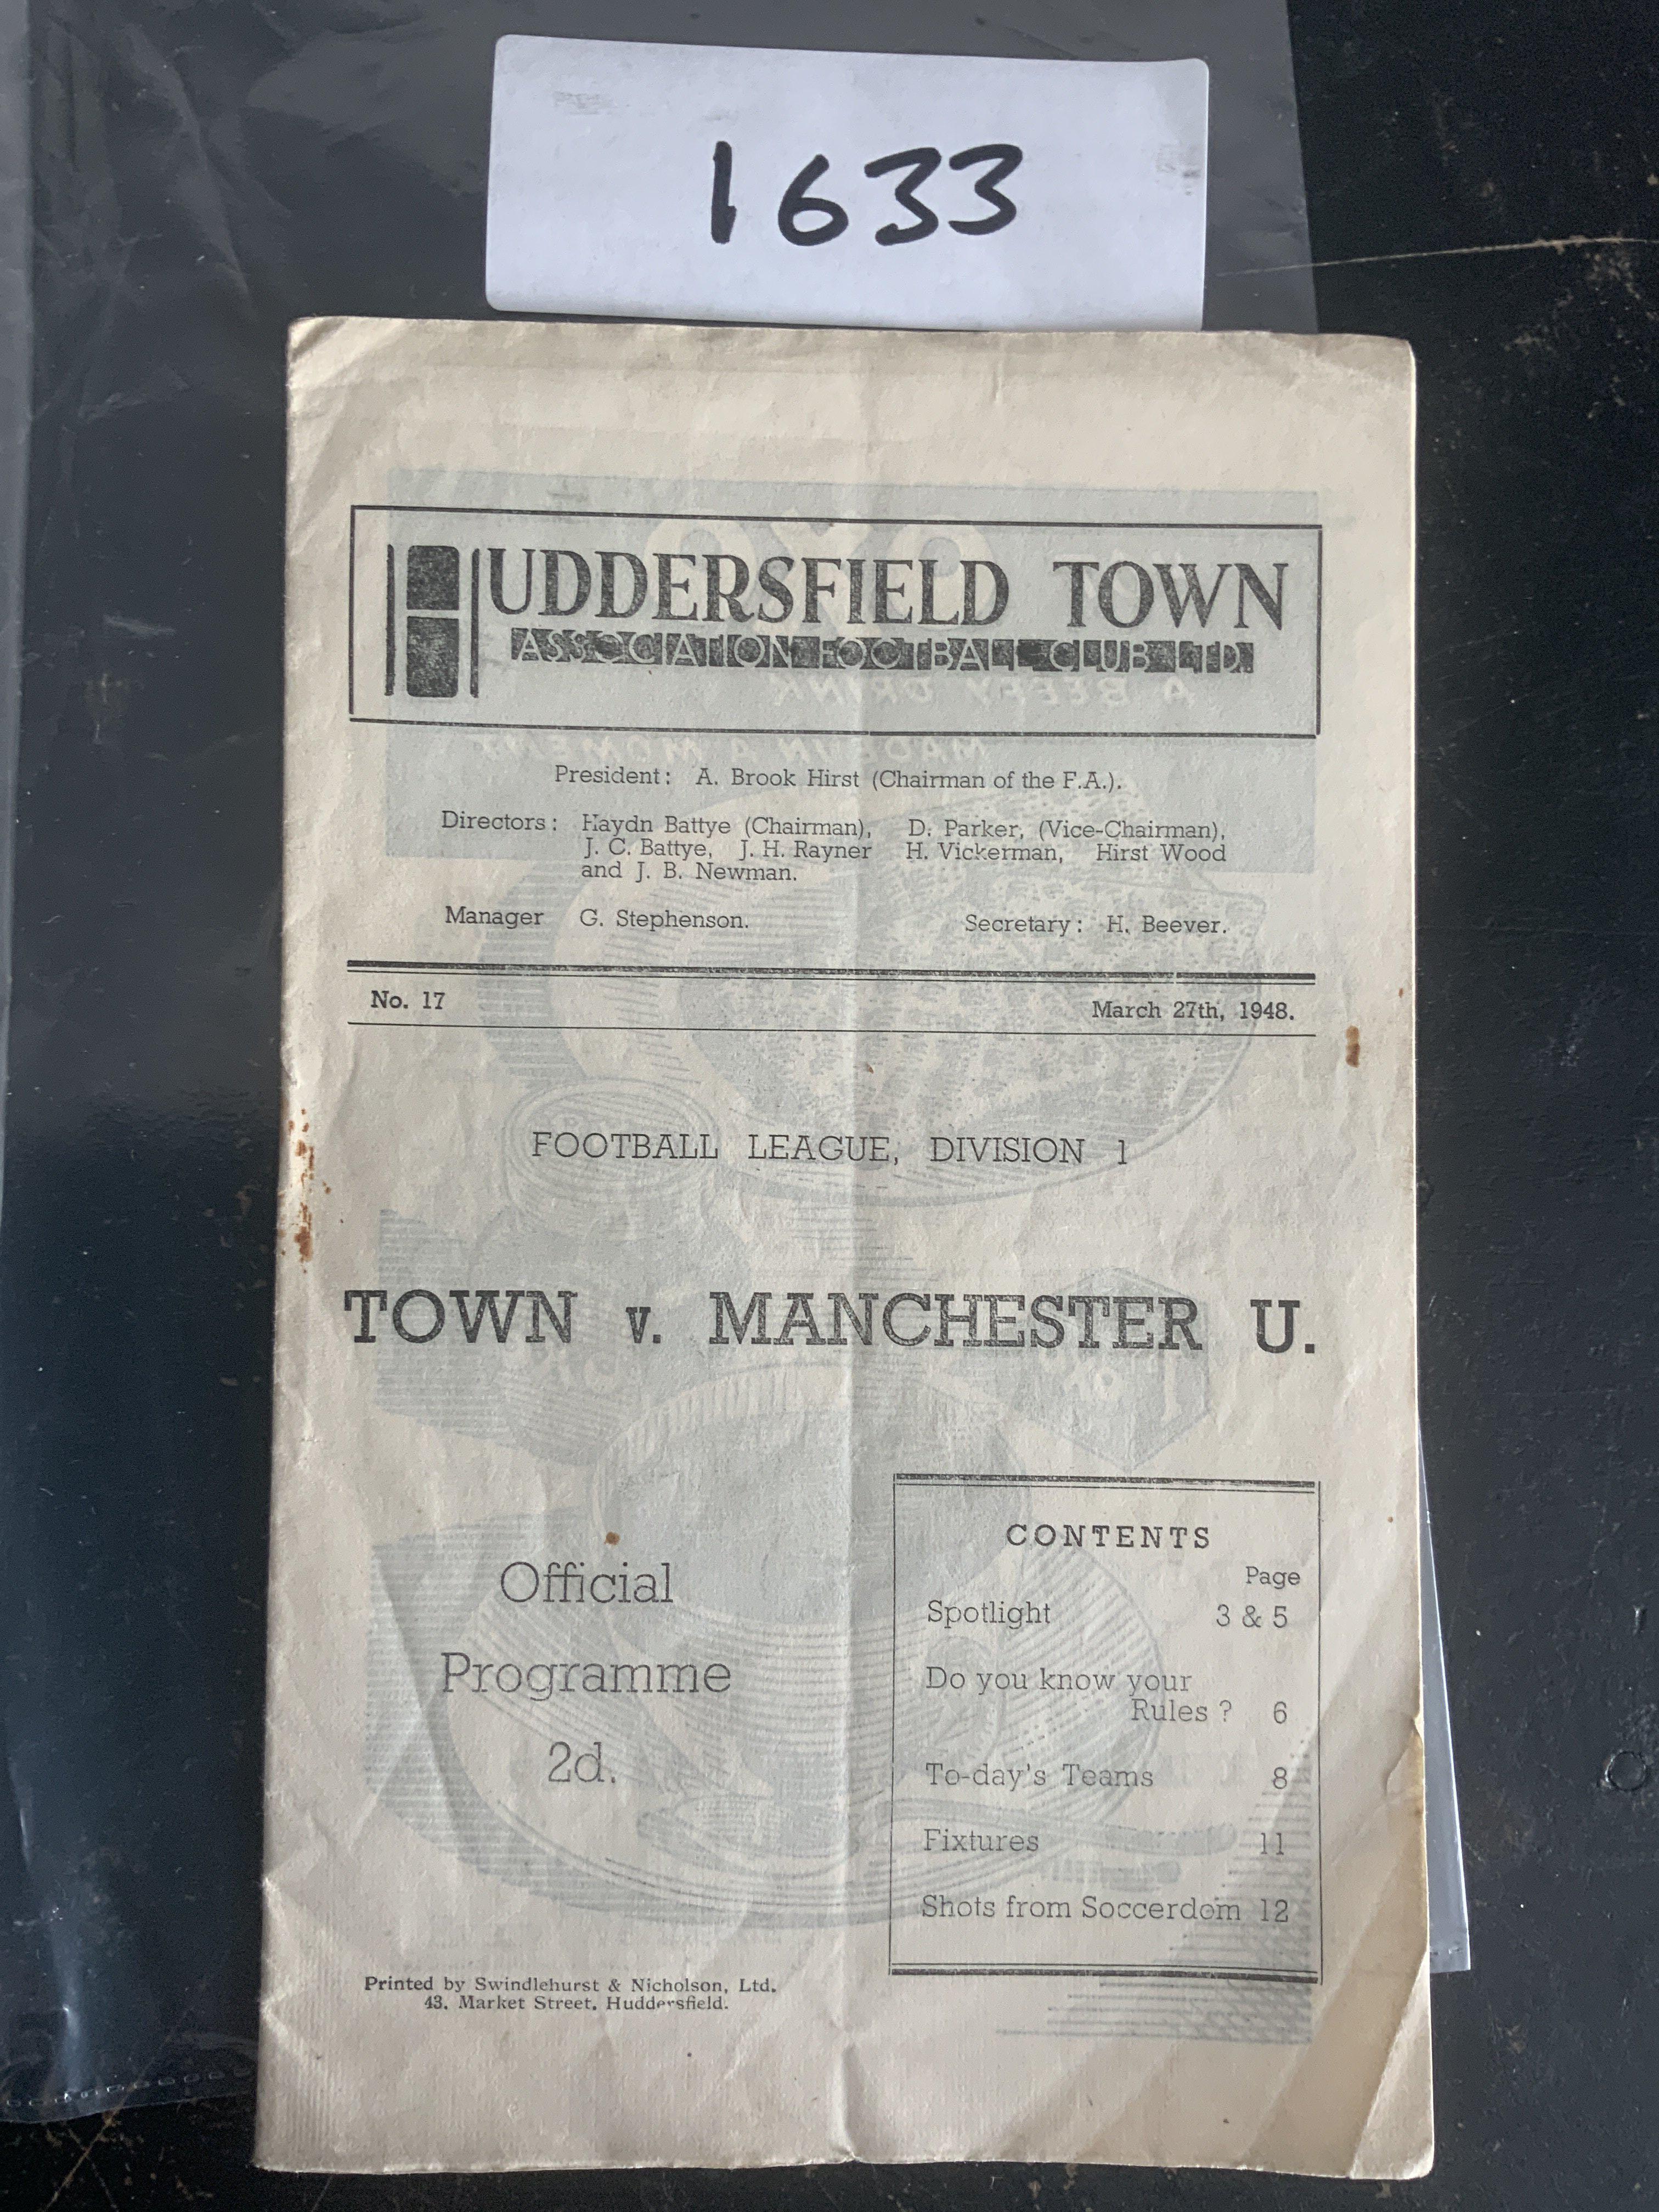 1633
HUDDERSFIELD TOWN
ASSOCIATION FOOTBALL CLUB LTD.
President: A. Brook Hirst (Chairman of the F.A.).
Directors: Haydn Battye (Chairman), D. Parker, (Vice-Chairman),
J. C. Battye, J. H. Rayner H. Vickerman, Hirst Wood
and J. B. Newman.
Manager G. Stephenson. Secretary: H. Beever.
No. 17 March 27th, 1948.
FOOTBALL LEAGUE, DIVISION 1
TOWN v. MANCHESTER U.
Official
Programme
2d.
CONTENTS
Page
Spotlight 3 & 5
Do you know your
Rules? 6
To-day's Teams 8
Fixtures 11
Shots from Soccerdom 12
Printed by Swindlehurst & Nicholson, Ltd.
43, Market Street, Huddersfield.